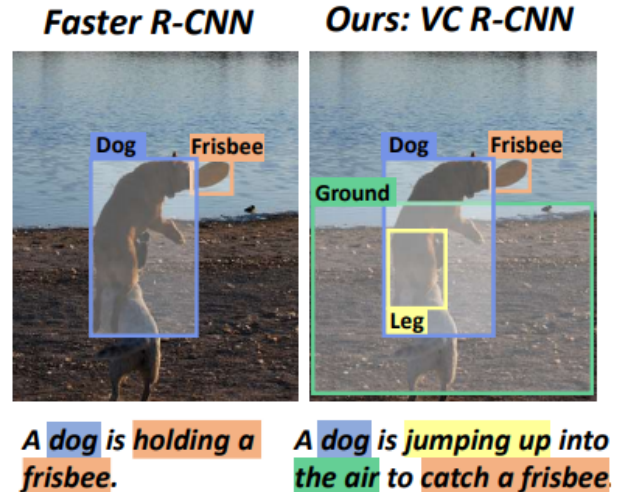 Faster R-CNN
Ours: VC R-CNN
Dog
Frisbee
Dog
Frisbee
Ground
Leg
A dog is holding a
frisbee.
A dog is jumping up into
the air to catch a frisbee.